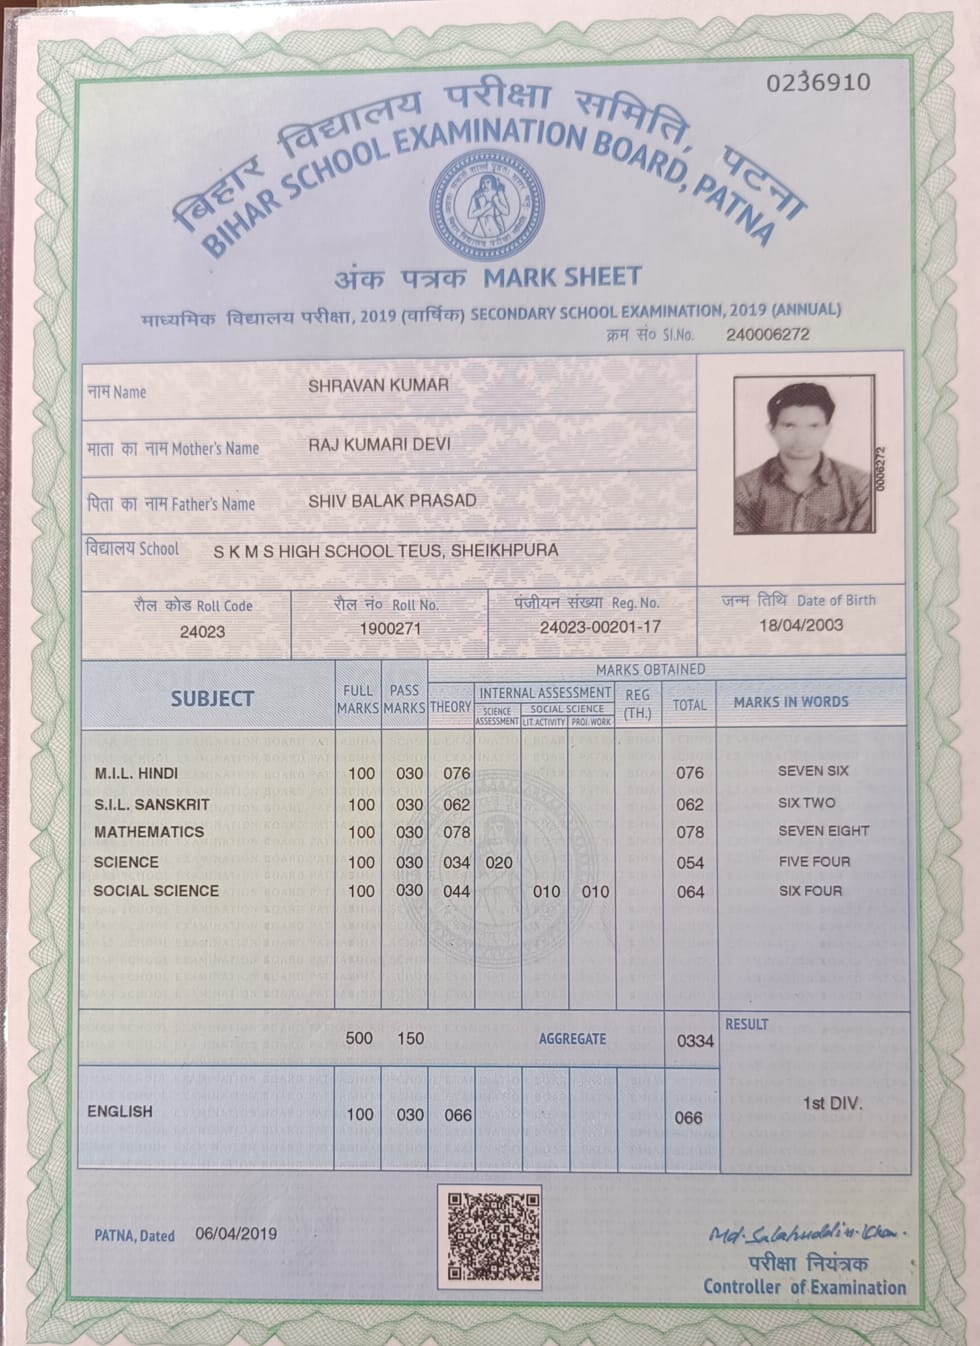 0236910
बिहार विद्यालय परीक्षा समिति, पटना
BIHAR SCHOOL EXAMINATION BOARD, PATNA
अंक पत्रक MARK SHEET
माध्यमिक विद्यालय परीक्षा, 2019 (वार्षिक) SECONDARY SCHOOL EXAMINATION, 2019 (ANNUAL)
क्रम सं० Sl.No. 240006272
नाम Name SHRAVAN KUMAR
माता का नाम Mother's Name RAJ KUMARI DEVI
पिता का नाम Father's Name SHIV BALAK PRASAD
विद्यालय School S K M S HIGH SCHOOL TEUS, SHEIKHPURA
0006272
रौल कोड Roll Code रौल नं० Roll No. पंजीयन संख्या Reg. No. जन्म तिथि Date of Birth
24023 1900271 24023-00201-17 18/04/2003
SUBJECT FULL MARKS PASS MARKS MARKS OBTAINED
THEORY INTERNAL ASSESSMENT REG (TH.) TOTAL MARKS IN WORDS
SCIENCE ASSESSMENT SOCIAL SCIENCE
LIT ACTIVITY PROJ. WORK
M.I.L. HINDI 100 030 076 076 SEVEN SIX
S.I.L. SANSKRIT 100 030 062 062 SIX TWO
MATHEMATICS 100 030 078 078 SEVEN EIGHT
SCIENCE 100 030 034 020 054 FIVE FOUR
SOCIAL SCIENCE 100 030 044 010 010 064 SIX FOUR
500 150 AGGREGATE 0334 RESULT
ENGLISH 100 030 066 066 1st DIV.
PATNA, Dated 06/04/2019
Md. Salahuddin Khan.
परीक्षा नियंत्रक
Controller of Examination